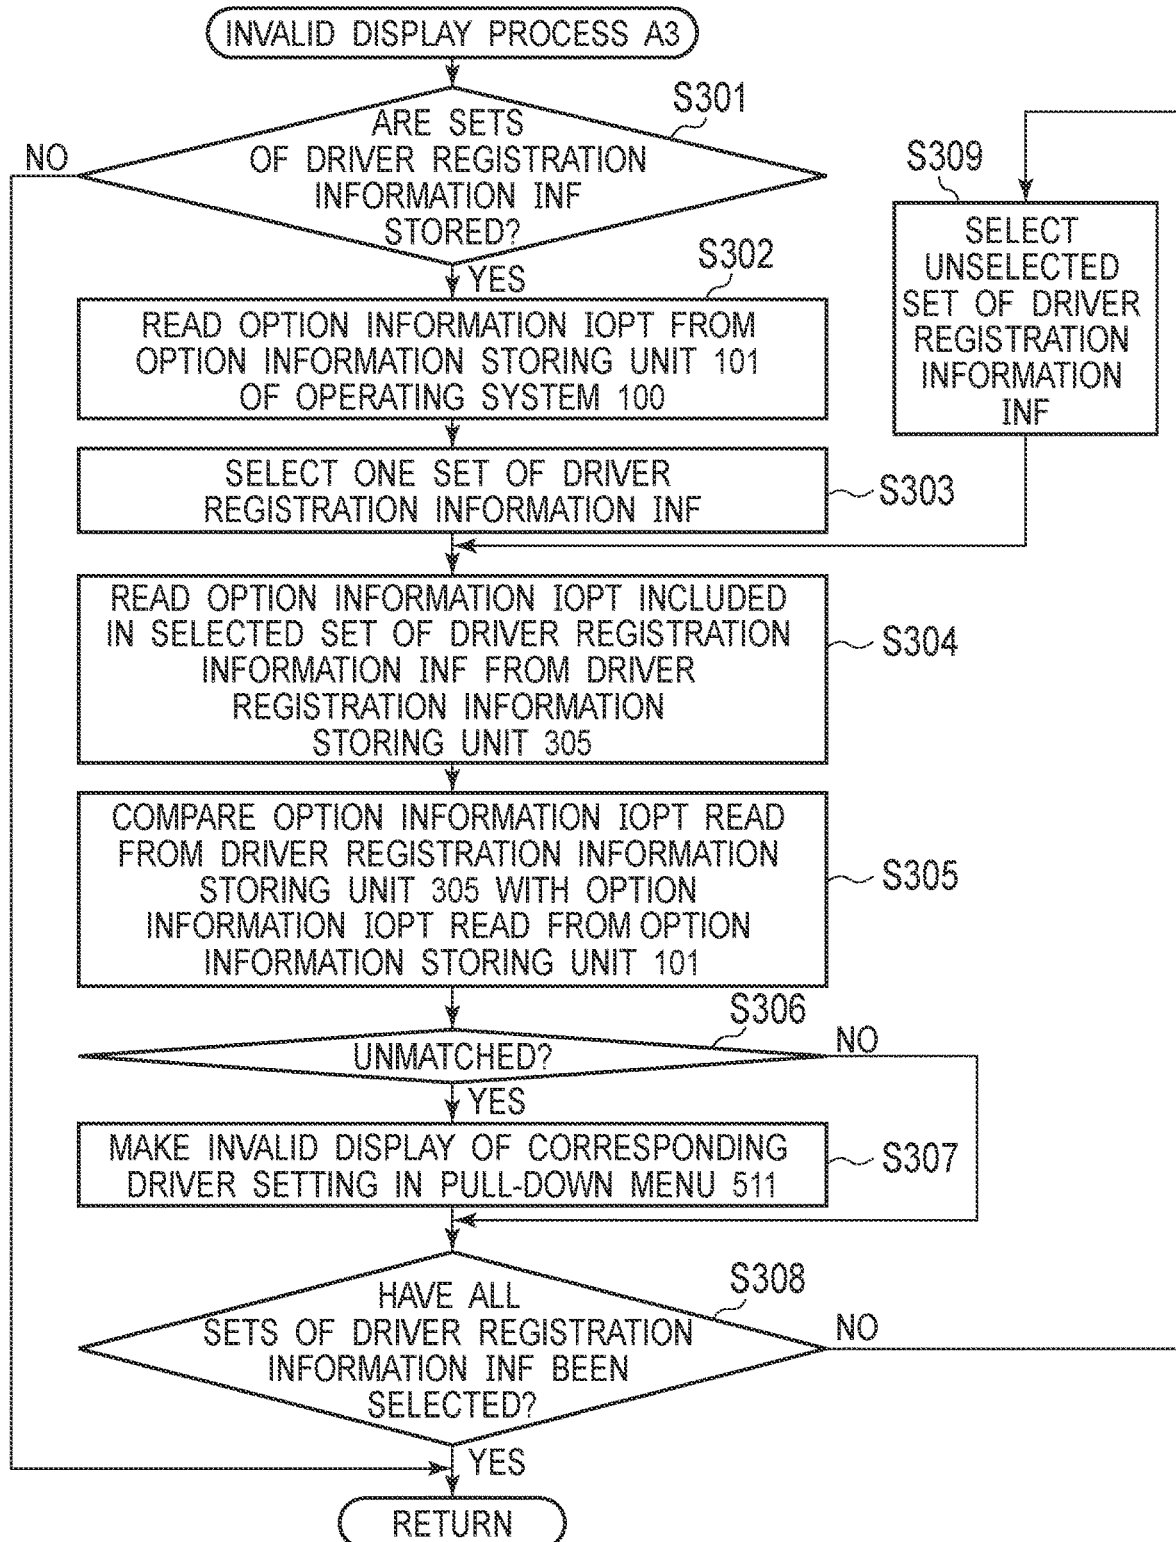 INVALID DISPLAY PROCESS A3
S301
ARE SETS
OF DRIVER REGISTRATION
INFORMATION INF
STORED?
NO
YES
S302
READ OPTION INFORMATION IOPT FROM
OPTION INFORMATION STORING UNIT 101
OF OPERATING SYSTEM 100
S309
SELECT
UNSELECTED
SET OF DRIVER
REGISTRATION
INFORMATION
INF
SELECT ONE SET OF DRIVER
REGISTRATION INFORMATION INF
S303
READ OPTION INFORMATION IOPT INCLUDED
IN SELECTED SET OF DRIVER REGISTRATION
INFORMATION INF FROM DRIVER
REGISTRATION INFORMATION
STORING UNIT 305
S304
COMPARE OPTION INFORMATION IOPT READ
FROM DRIVER REGISTRATION INFORMATION
STORING UNIT 305 WITH OPTION
INFORMATION IOPT READ FROM OPTION
INFORMATION STORING UNIT 101
S305
S306
UNMATCHED?
NO
YES
MAKE INVALID DISPLAY OF CORRESPONDING
DRIVER SETTING IN PULL-DOWN MENU 511
S307
S308
HAVE ALL
SETS OF DRIVER REGISTRATION
INFORMATION INF BEEN
SELECTED?
NO
YES
RETURN